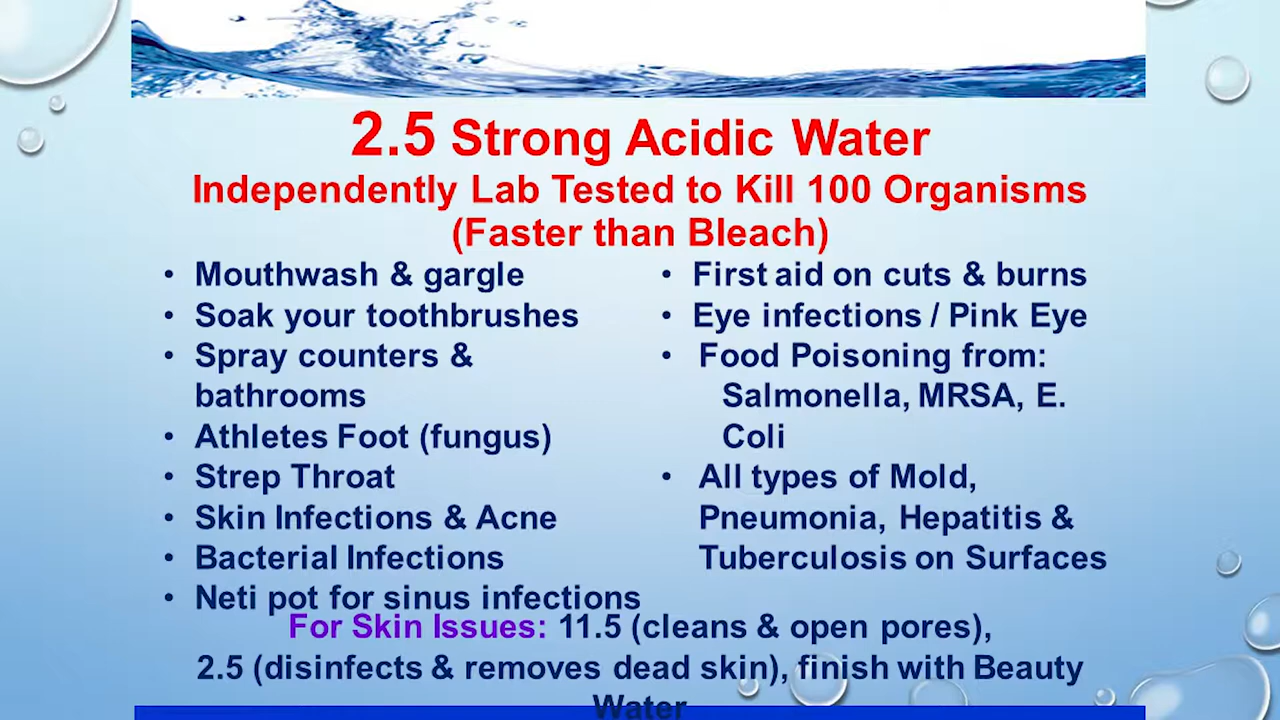 2.5 Strong Acidic Water
Independently Lab Tested to Kill 100 Organisms
(Faster than Bleach)
• Mouthwash & gargle
• Soak your toothbrushes
• Spray counters &
bathrooms
• Athletes Foot (fungus)
• Strep Throat
• Skin Infections & Acne
• Bacterial Infections
• Neti pot for sinus infections
• First aid on cuts & burns
• Eye infections / Pink Eye
• Food Poisoning from:
Salmonella, MRSA, E.
Coli
• All types of Mold,
Pneumonia, Hepatitis &
Tuberculosis on Surfaces
For Skin Issues: 11.5 (cleans & open pores),
2.5 (disinfects & removes dead skin), finish with Beauty
Water